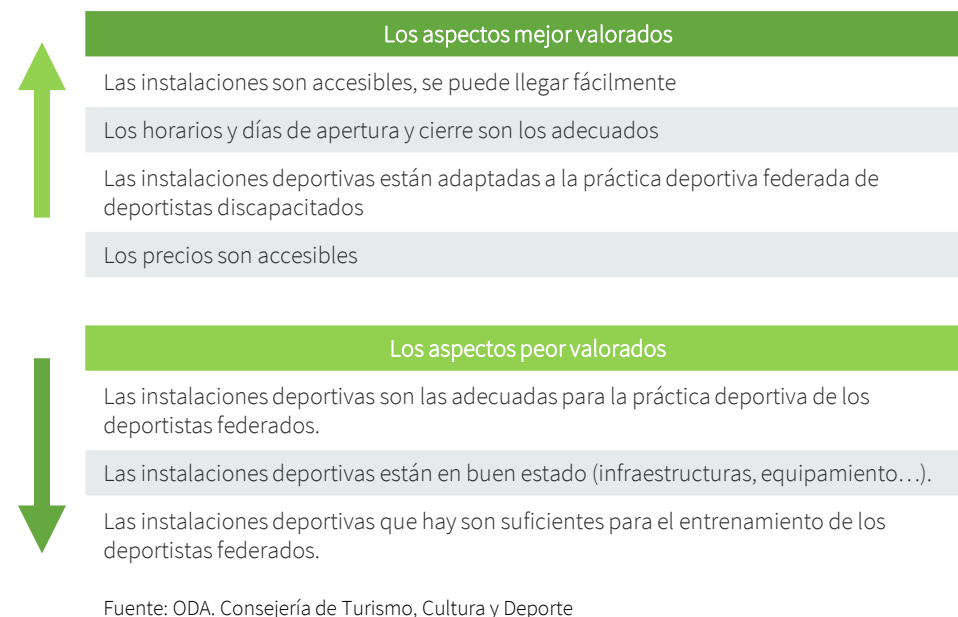 Los aspectos mejor valorados
Las instalaciones son accesibles, se puede llegar fácilmente
Los horarios y días de apertura y cierre son los adecuados
Las instalaciones deportivas están adaptadas a la práctica deportiva federada de
deportistas discapacitados
Los precios son accesibles
Los aspectos peor valorados
Las instalaciones deportivas son las adecuadas para la práctica deportiva de los
deportistas federados.
Las instalaciones deportivas están en buen estado (infraestructuras, equipamiento…).
Las instalaciones deportivas que hay son suficientes para el entrenamiento de los
deportistas federados.
Fuente: ODA. Consejería de Turismo, Cultura y Deporte